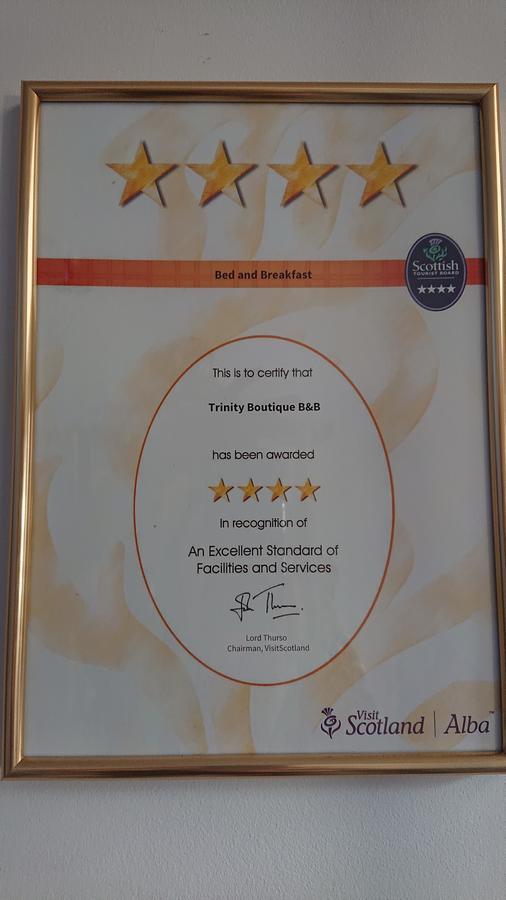 Bed and Breakfast
Scottish
TOURIST BOARD
This is to certify that
Trinity Boutique B&B
has been awarded
In recognition of
An Excellent Standard of
Facilities and Services
Lord Thurso
Chairman, VisitScotland
Visit
Scotland | Alba™